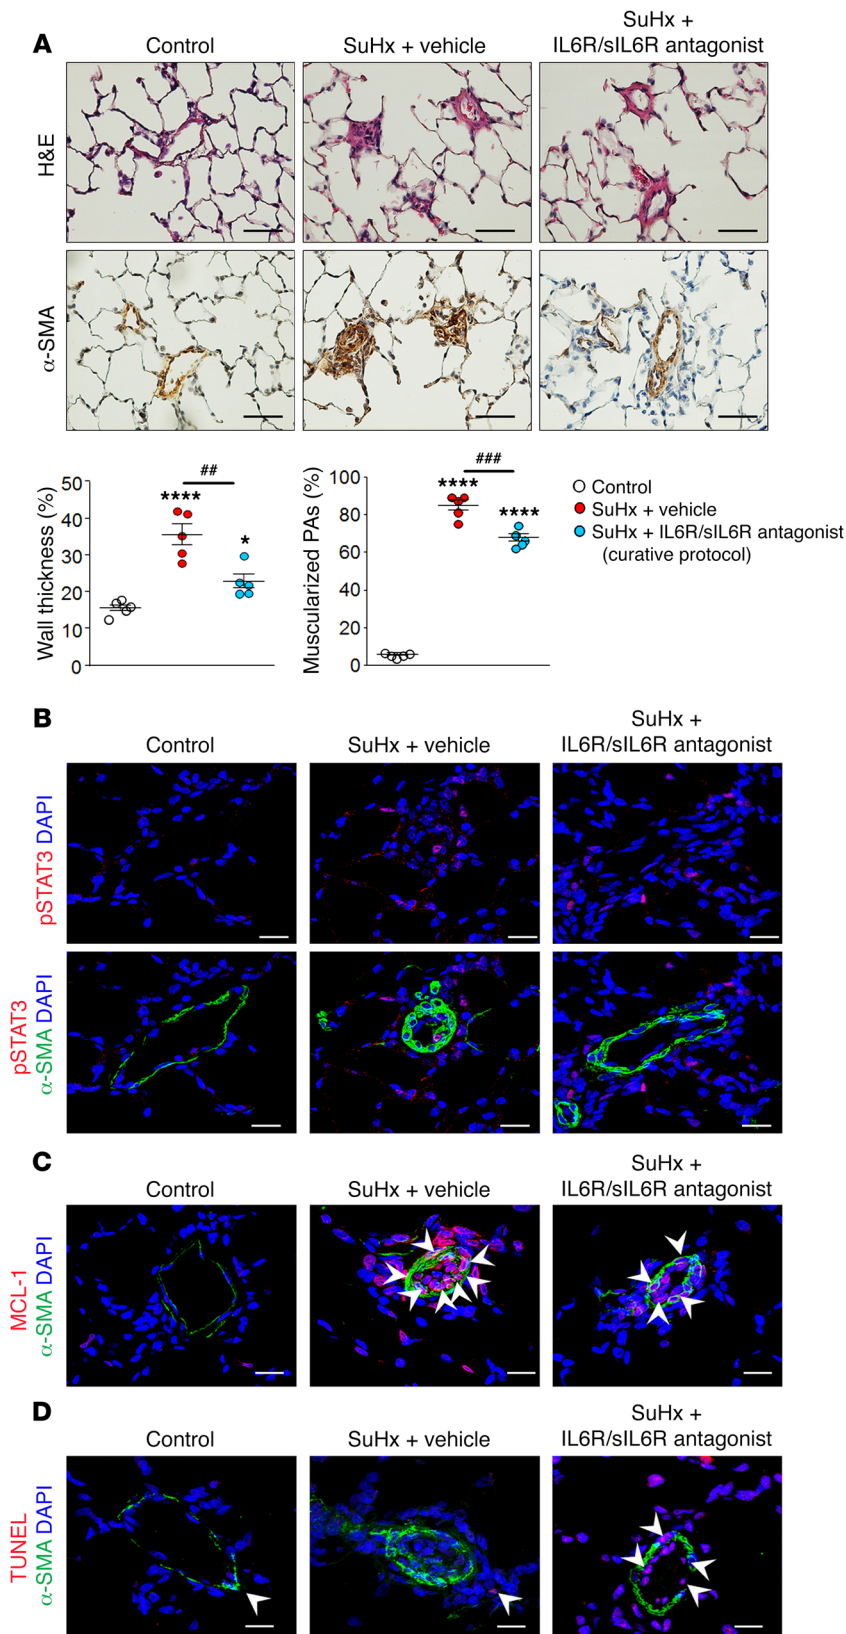 A
Control
SuHx + vehicle
SuHx +
IL6R/sIL6R antagonist
H&E
α-SMA
Wall thickness (%)
50
40
30
20
10
0
****
##
*
Muscularized PAs (%)
100
80
60
40
20
0
****
###
****
Control
SuHx + vehicle
SuHx + IL6R/sIL6R antagonist
(curative protocol)
B
Control
SuHx + vehicle
SuHx +
IL6R/sIL6R antagonist
pSTAT3 DAPI
pSTAT3
α-SMA DAPI
C
Control
SuHx + vehicle
SuHx +
IL6R/sIL6R antagonist
MCL-1
α-SMA DAPI
D
Control
SuHx + vehicle
SuHx +
IL6R/sIL6R antagonist
TUNEL
α-SMA DAPI